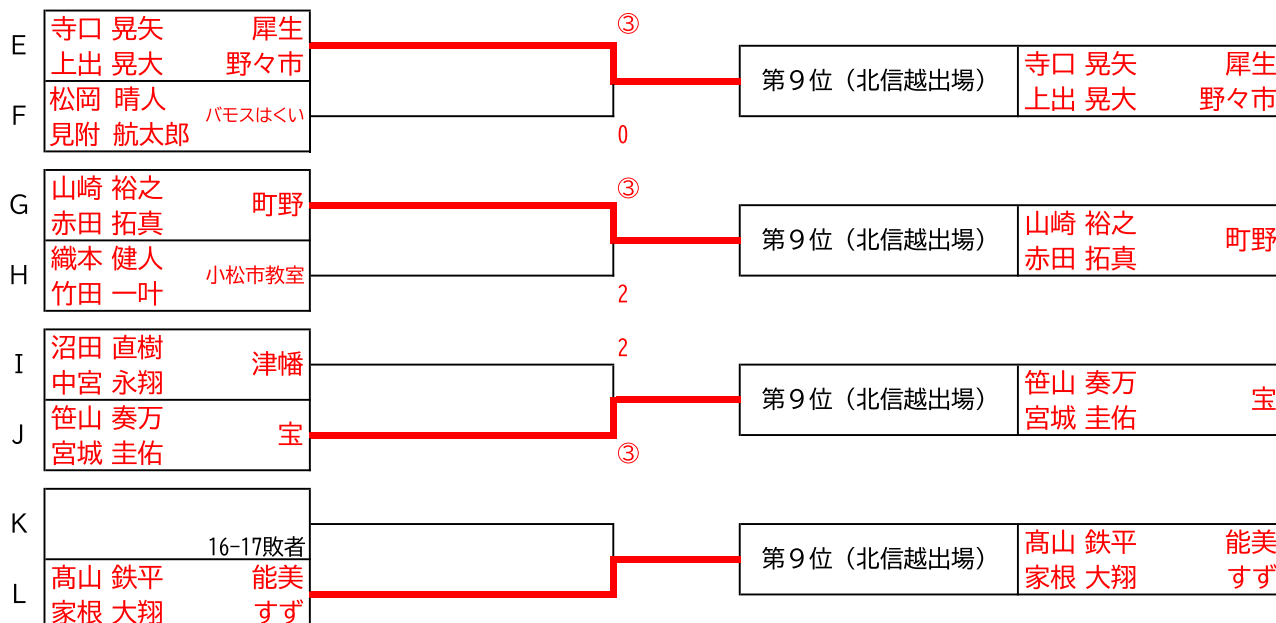 E
寺口 晃矢 犀生
上出 晃大 野々市
③
第９位（北信越出場）
寺口 晃矢 犀生
上出 晃大 野々市
F
松岡 晴人
見附 航太郎
バモスはくい
0
G
山崎 裕之
赤田 拓真
町野
③
第９位（北信越出場）
山崎 裕之
赤田 拓真
町野
H
織本 健人
竹田 一叶
小松市教室
2
I
沼田 直樹
中宮 永翔
津幡
2
第９位（北信越出場）
笹山 奏万
宮城 圭佑
宝
J
笹山 奏万
宮城 圭佑
宝
③
K
16-17敗者
第９位（北信越出場）
髙山 鉄平 能美
家根 大翔 すず
L
髙山 鉄平 能美
家根 大翔 すず